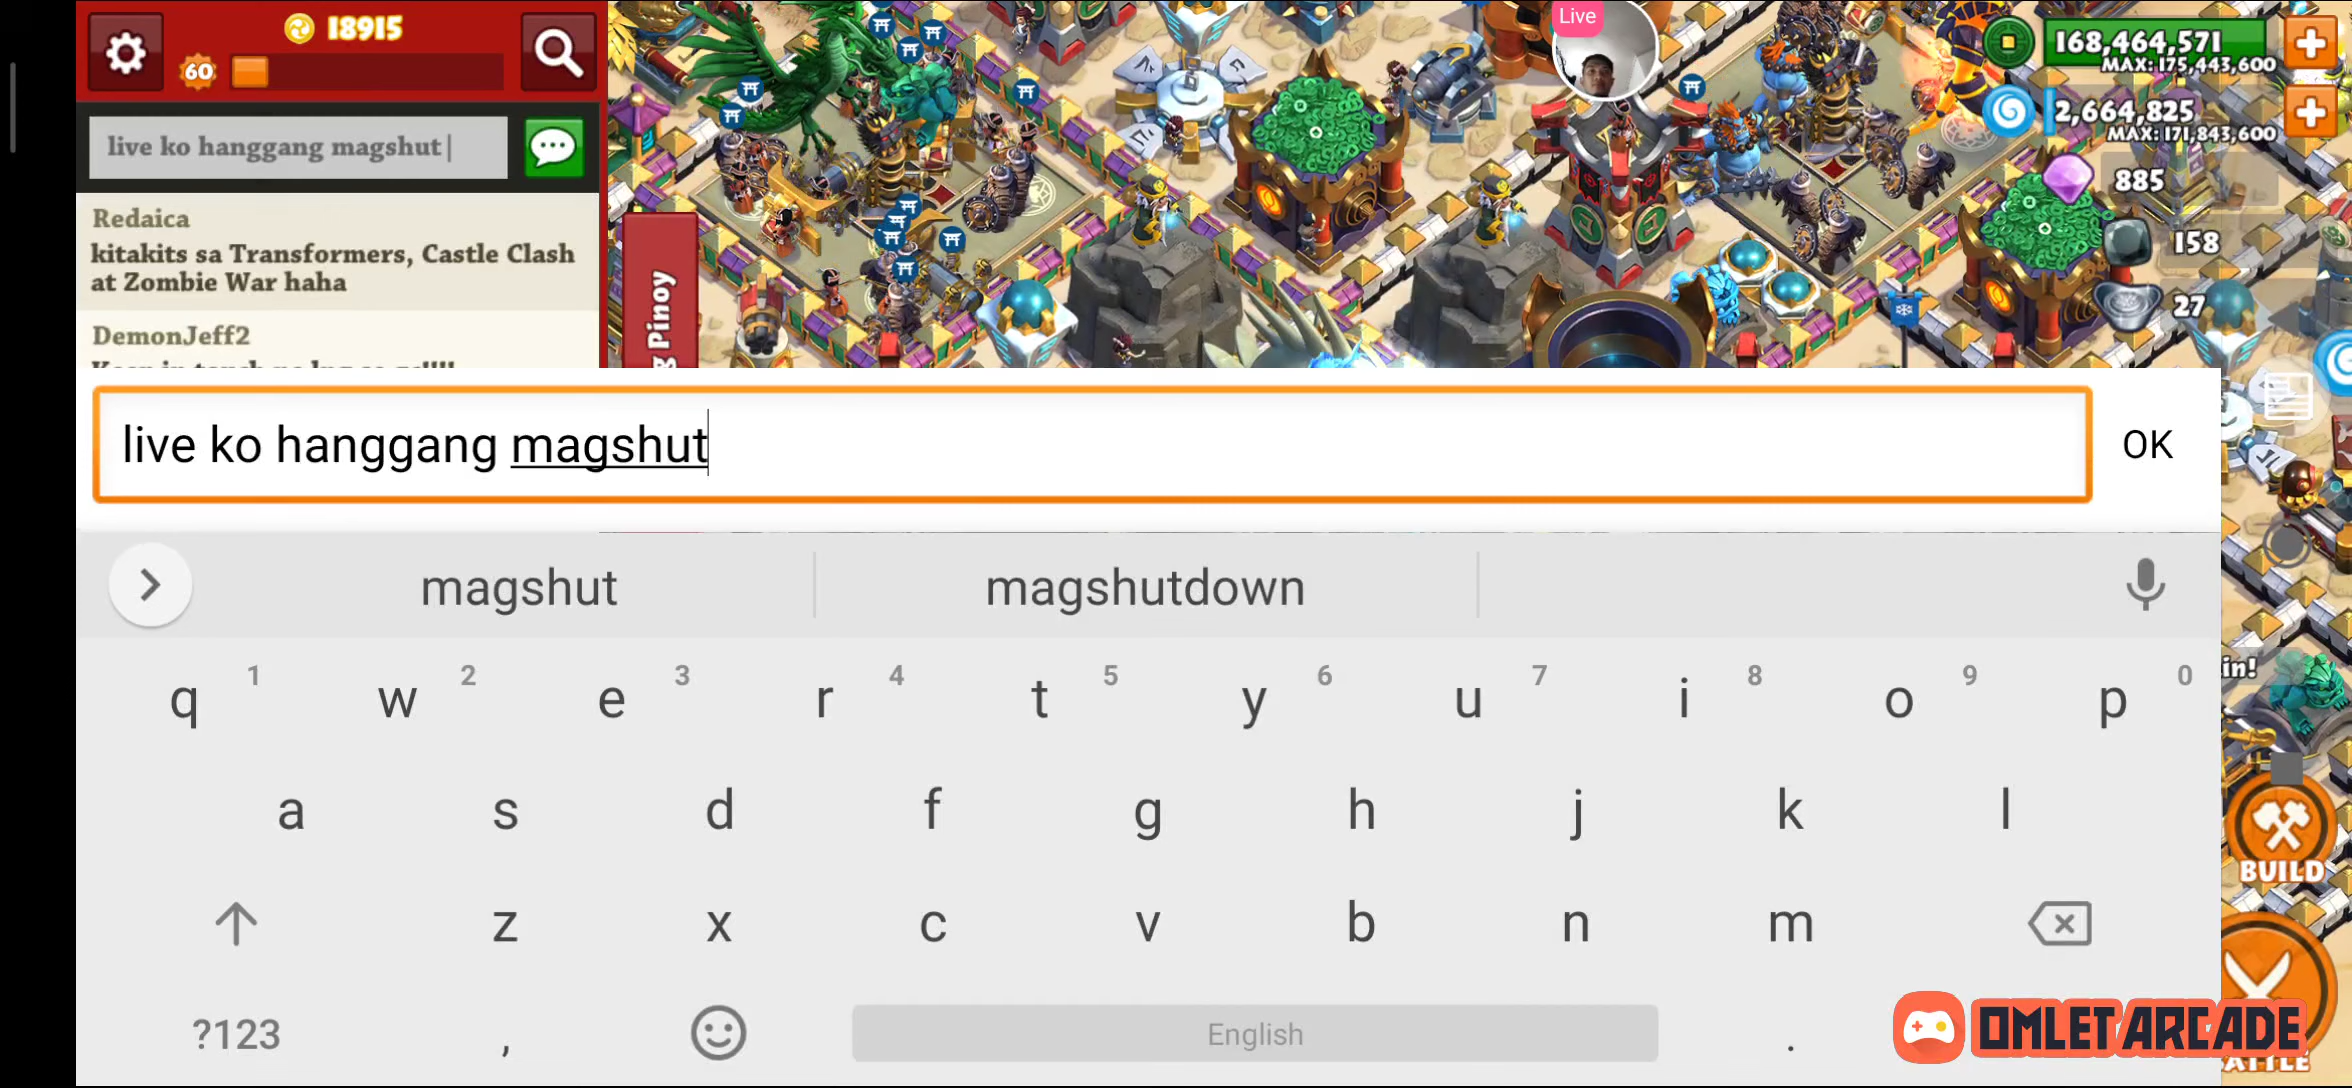 18915
60
Live
168,464,571
MAX: 175,443,600
2,664,825
MAX: 171,843,600
885
158
27
live ko hanggang magshut
Redaica
kitakits sa Transformers, Castle Clash
at Zombie War haha
DemonJeff2
Pinoy
live ko hanggang magshut
OK
magshut magshutdown
q 1 w 2 e 3 r 4 t 5 y 6 u 7 i 8 o 9 p 0
in!
a s d f g h j k l
BUILD
z x c v b n m
?123 , English .
OMLET ARCADE